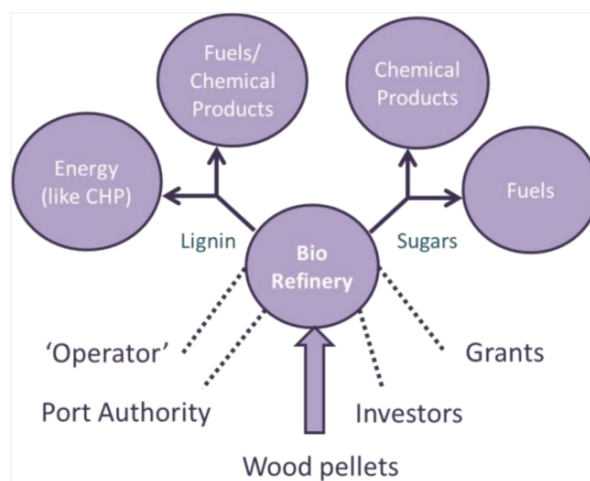 Fuels/
Chemical
Products
Chemical
Products
Energy
(like CHP)
Fuels
Lignin
Sugars
Bio
Refinery
‘Operator’
Grants
Port Authority
Investors
Wood pellets